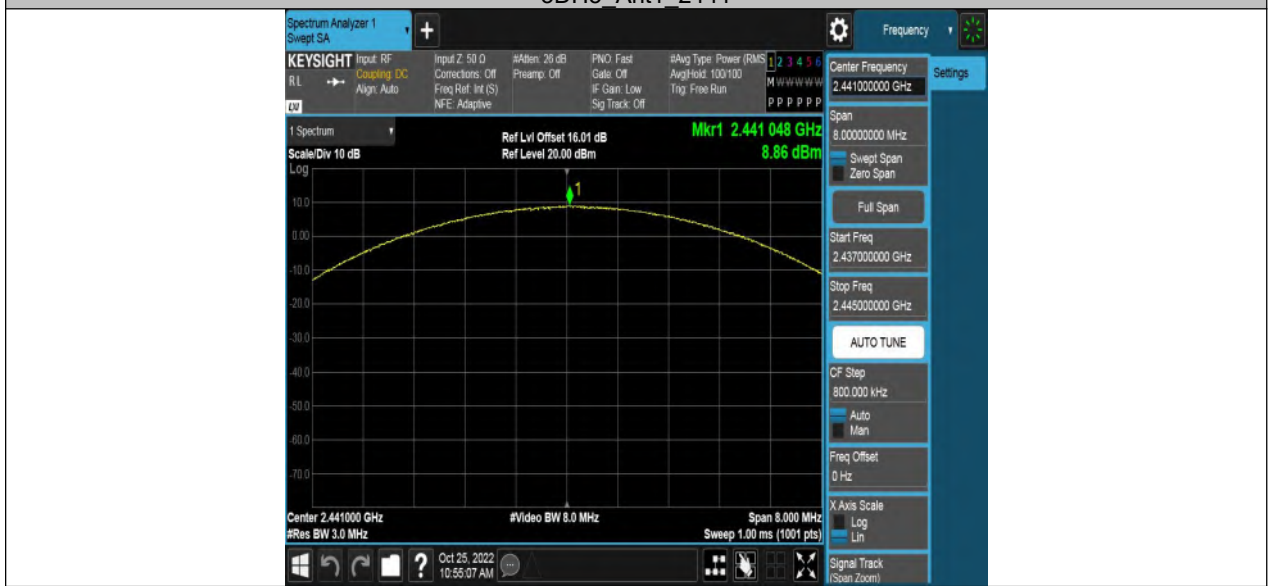 Spectrum Analyzer 1
Swept SA
+
Frequency
KEYSIGHT
RL
LXI
Input: RF
Coupling: DC
Align: Auto
Input Z: 50 Ω
Corrections: Off
Freq Ref: Int (S)
NFE: Adaptive
#Atten: 26 dB
Preamp: Off
PNO: Fast
Gate: Off
IF Gain: Low
Sig Track: Off
#Avg Type: Power (RMS
Avg|Hold: 100/100
Trig: Free Run
1 2 3 4 5 6
M W W W W W
P P P P P P
1 Spectrum
Scale/Div 10 dB
Log
Ref Lvl Offset 16.01 dB
Ref Level 20.00 dBm
Mkr1 2.441 048 GHz
8.86 dBm
1
10.0
0.00
-10.0
-20.0
-30.0
-40.0
-50.0
-60.0
-70.0
Center 2.441000 GHz
#Res BW 3.0 MHz
#Video BW 8.0 MHz
Span 8.000 MHz
Sweep 1.00 ms (1001 pts)
?
Oct 25, 2022
10:55:07 AM
Center Frequency
2.441000000 GHz
Settings
Span
8.00000000 MHz
Swept Span
Zero Span
Full Span
Start Freq
2.437000000 GHz
Stop Freq
2.445000000 GHz
AUTO TUNE
CF Step
800.000 kHz
Auto
Man
Freq Offset
0 Hz
X Axis Scale
Log
Lin
Signal Track
(Span Zoom)